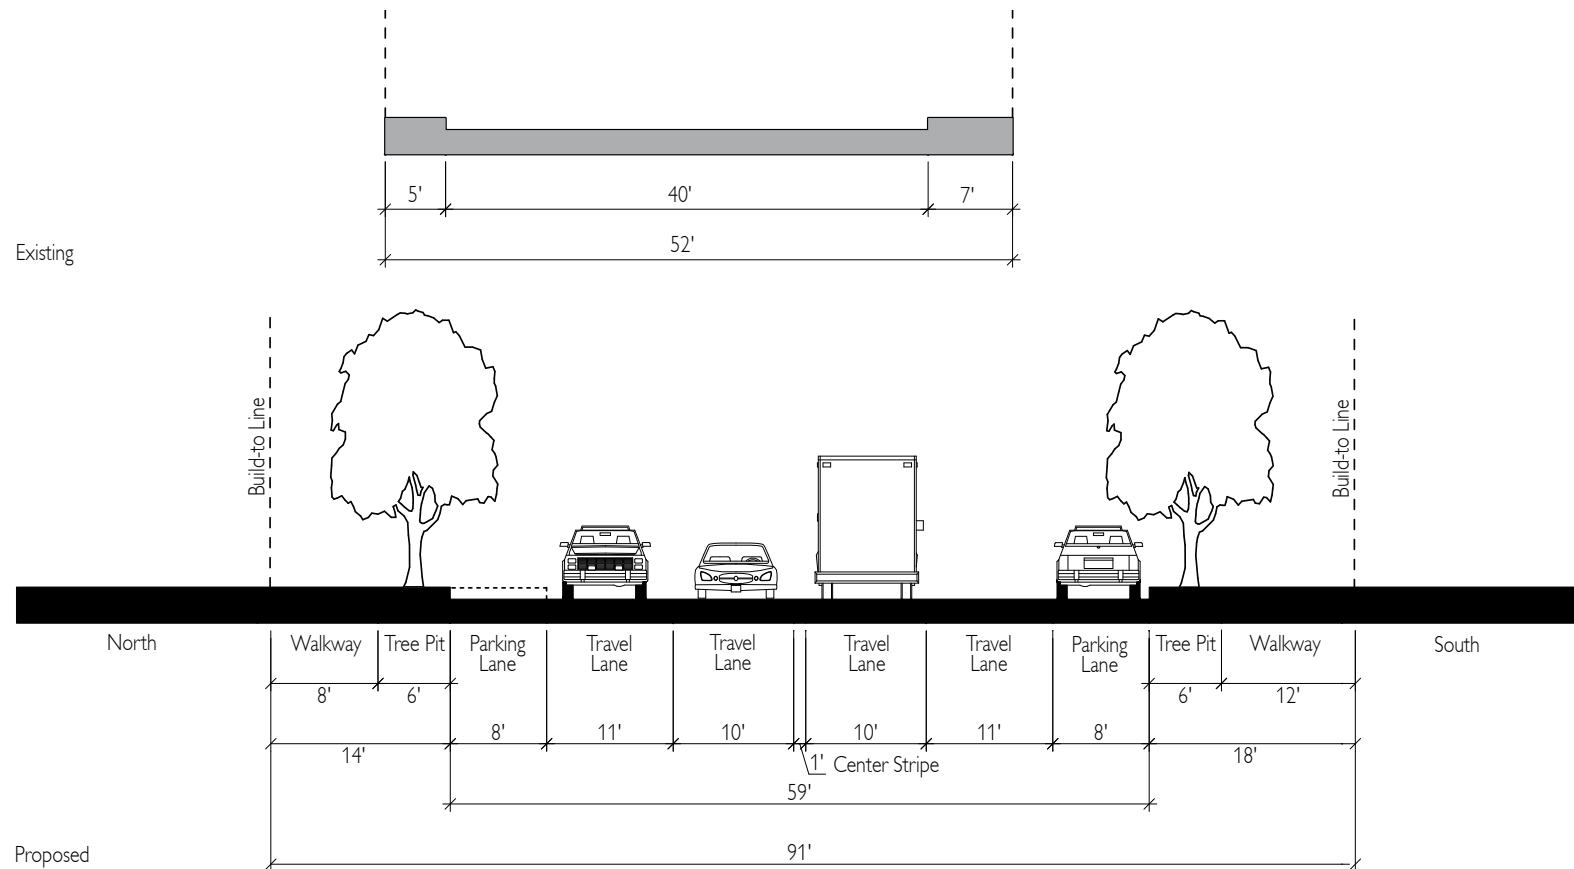 5' 40' 7'
52'
Existing
Build-to Line
Build-to Line
North
Walkway
Tree Pit
Parking
Lane
Travel
Lane
Travel
Lane
Travel
Lane
Travel
Lane
Parking
Lane
Tree Pit
Walkway
South
8' 6' 6' 12'
8' 11' 10' 10' 11' 8'
14' 18'
1' Center Stripe
59'
91'
Proposed